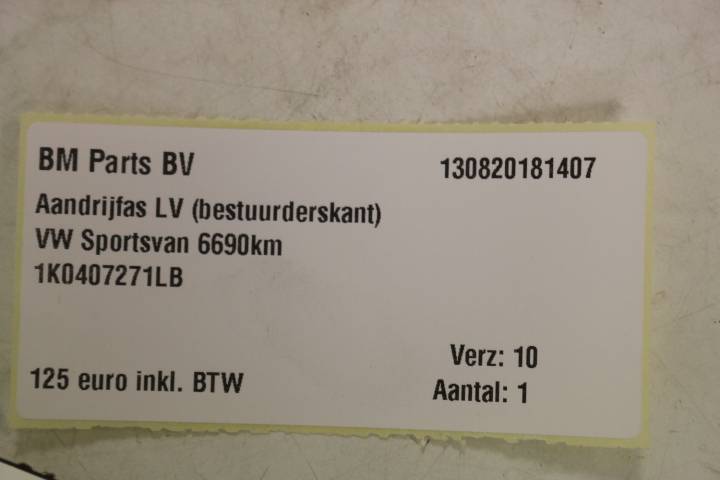 BM Parts BV 130820181407
Aandrijfas LV (bestuurderskant)
VW Sportsvan 6690km
1K0407271LB
Verz: 10
125 euro inkl. BTW Aantal: 1